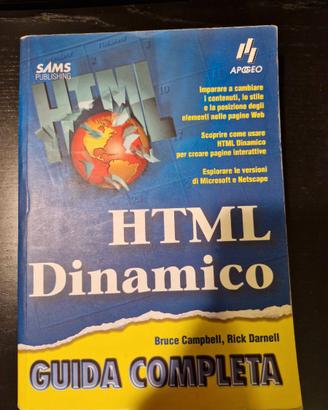 SAMS
PUBLISHING
APOGEO
HTML
Imparare a cambiare
i contenuti, lo stile
e la posizione degli
elementi nelle pagine Web
Scoprire come usare
HTML Dinamico
per creare pagine interattive
Esplorare le versioni
di Microsoft e Netscape
HTML
Dinamico
Bruce Campbell, Rick Darnell
GUIDA COMPLETA